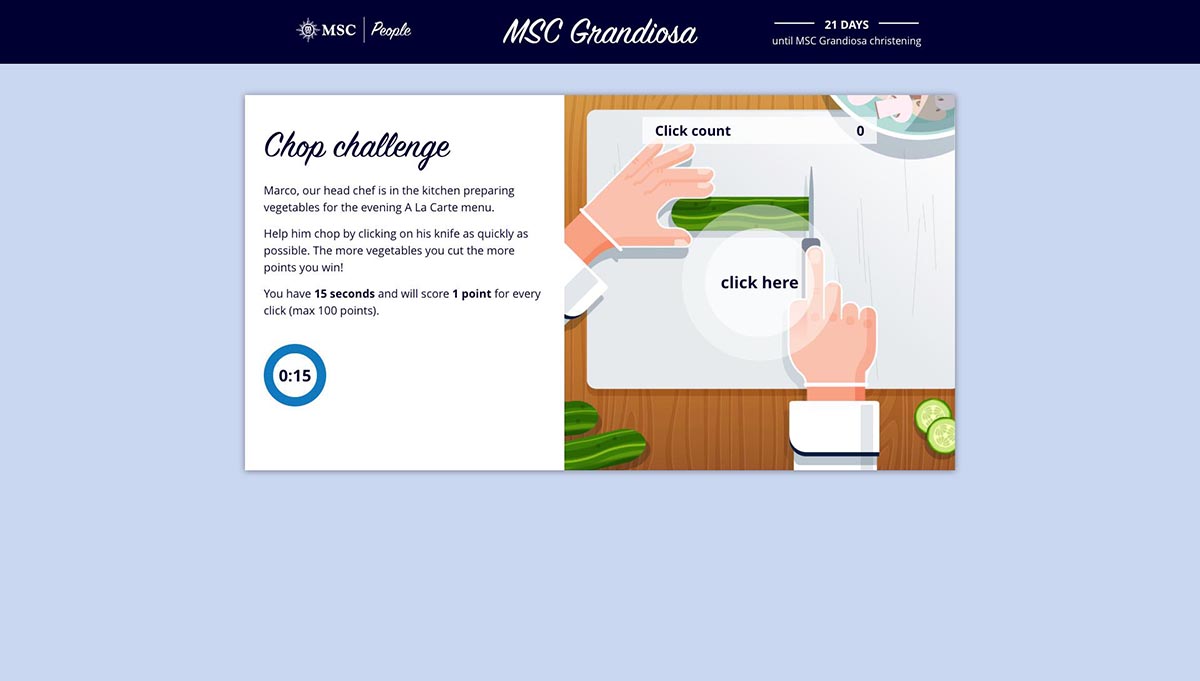 MSC People
MSC Grandiosa
21 DAYS
until MSC Grandiosa christening
Chop challenge
Marco, our head chef is in the kitchen preparing
vegetables for the evening A La Carte menu.
Help him chop by clicking on his knife as quickly as
possible. The more vegetables you cut the more
points you win!
You have 15 seconds and will score 1 point for every
click (max 100 points).
0:15
Click count 0
click here